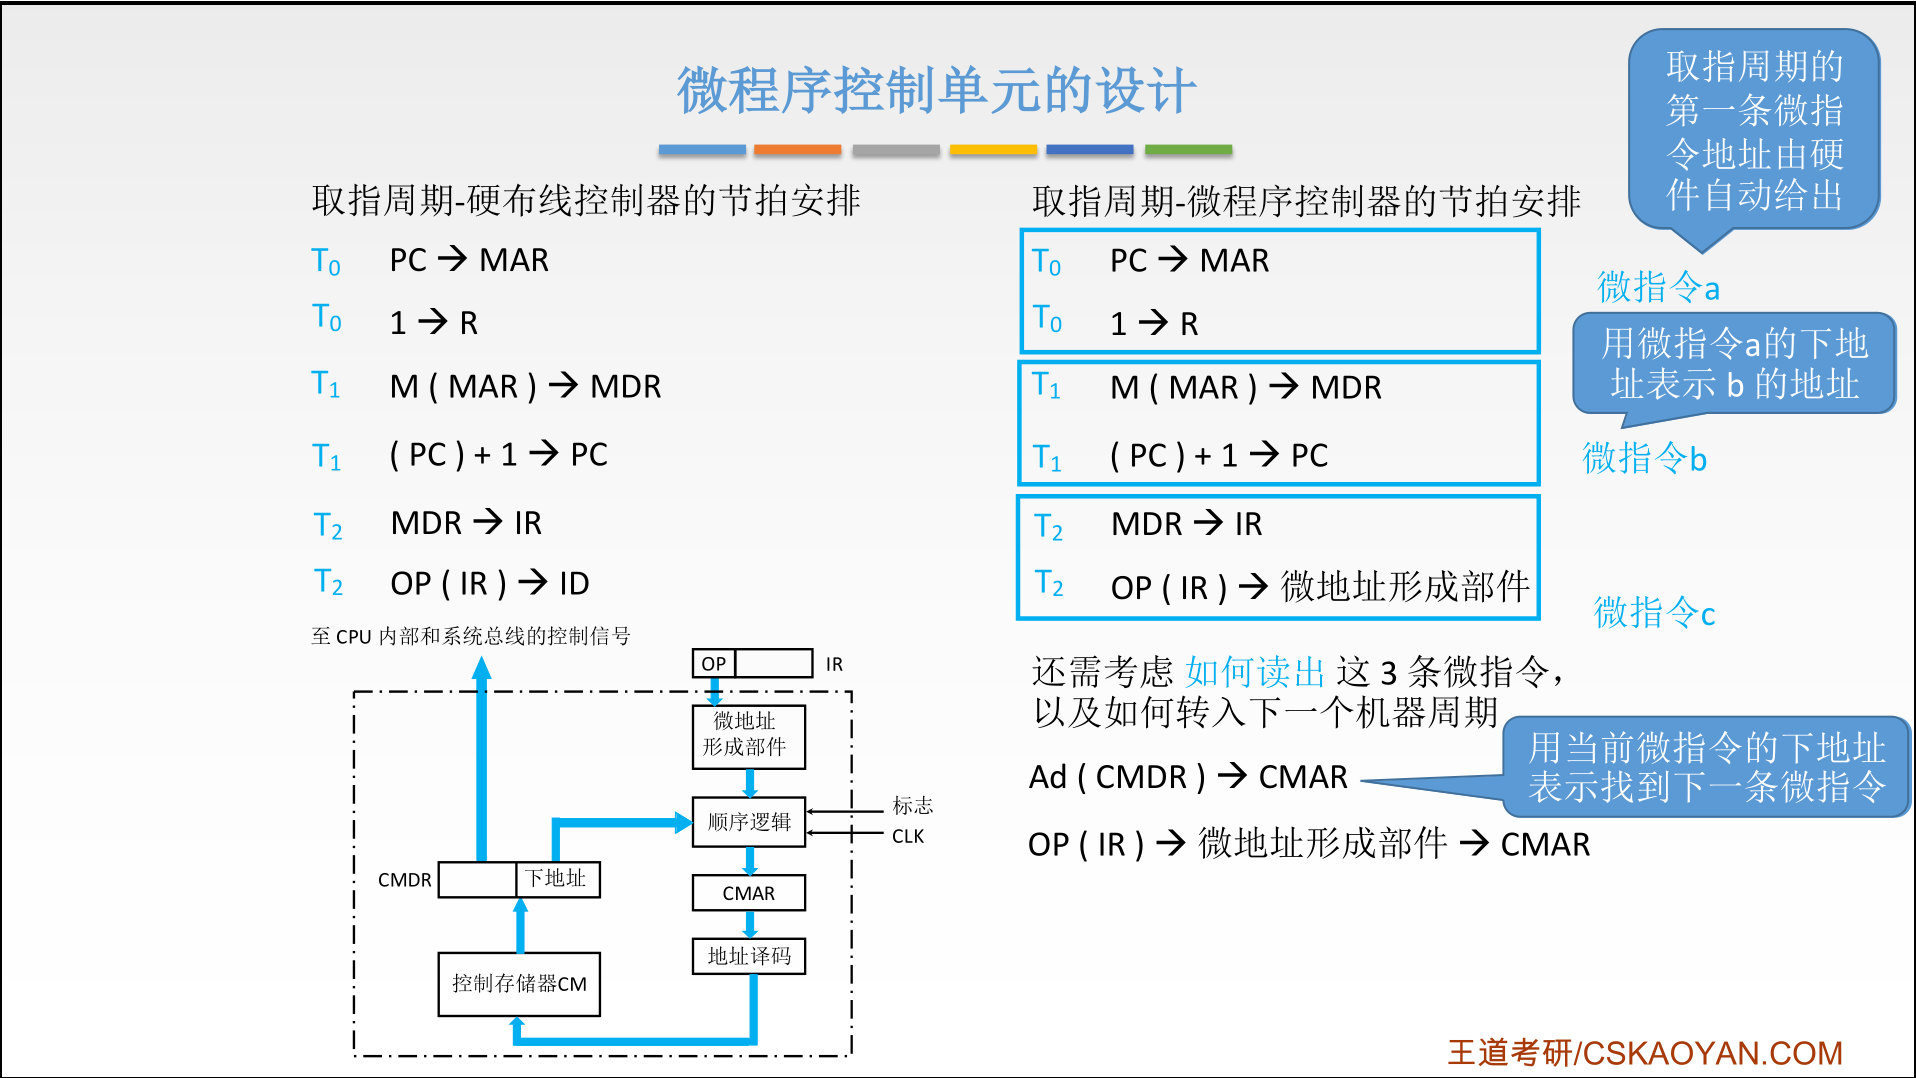 微程序控制单元的设计
取指周期的
第一条微指
令地址由硬
件自动给出
取指周期-硬布线控制器的节拍安排
T₀ PC → MAR
T₀ 1 → R
T₁ M ( MAR ) → MDR
T₁ ( PC ) + 1 → PC
T₂ MDR → IR
T₂ OP ( IR ) → ID
取指周期-微程序控制器的节拍安排
T₀ PC → MAR
T₀ 1 → R
微指令a
用微指令a的下地
址表示 b 的地址
T₁ M ( MAR ) → MDR
T₁ ( PC ) + 1 → PC
微指令b
T₂ MDR → IR
T₂ OP ( IR ) → 微地址形成部件
微指令c
还需考虑 如何读出 这 3 条微指令，
以及如何转入下一个机器周期
Ad ( CMDR ) → CMAR
用当前微指令的下地址
表示找到下一条微指令
OP ( IR ) → 微地址形成部件 → CMAR
至 CPU 内部和系统总线的控制信号
OP
IR
微地址
形成部件
顺序逻辑
标志
CLK
CMDR
下地址
CMAR
地址译码
控制存储器CM
王道考研/CSKAOYAN.COM